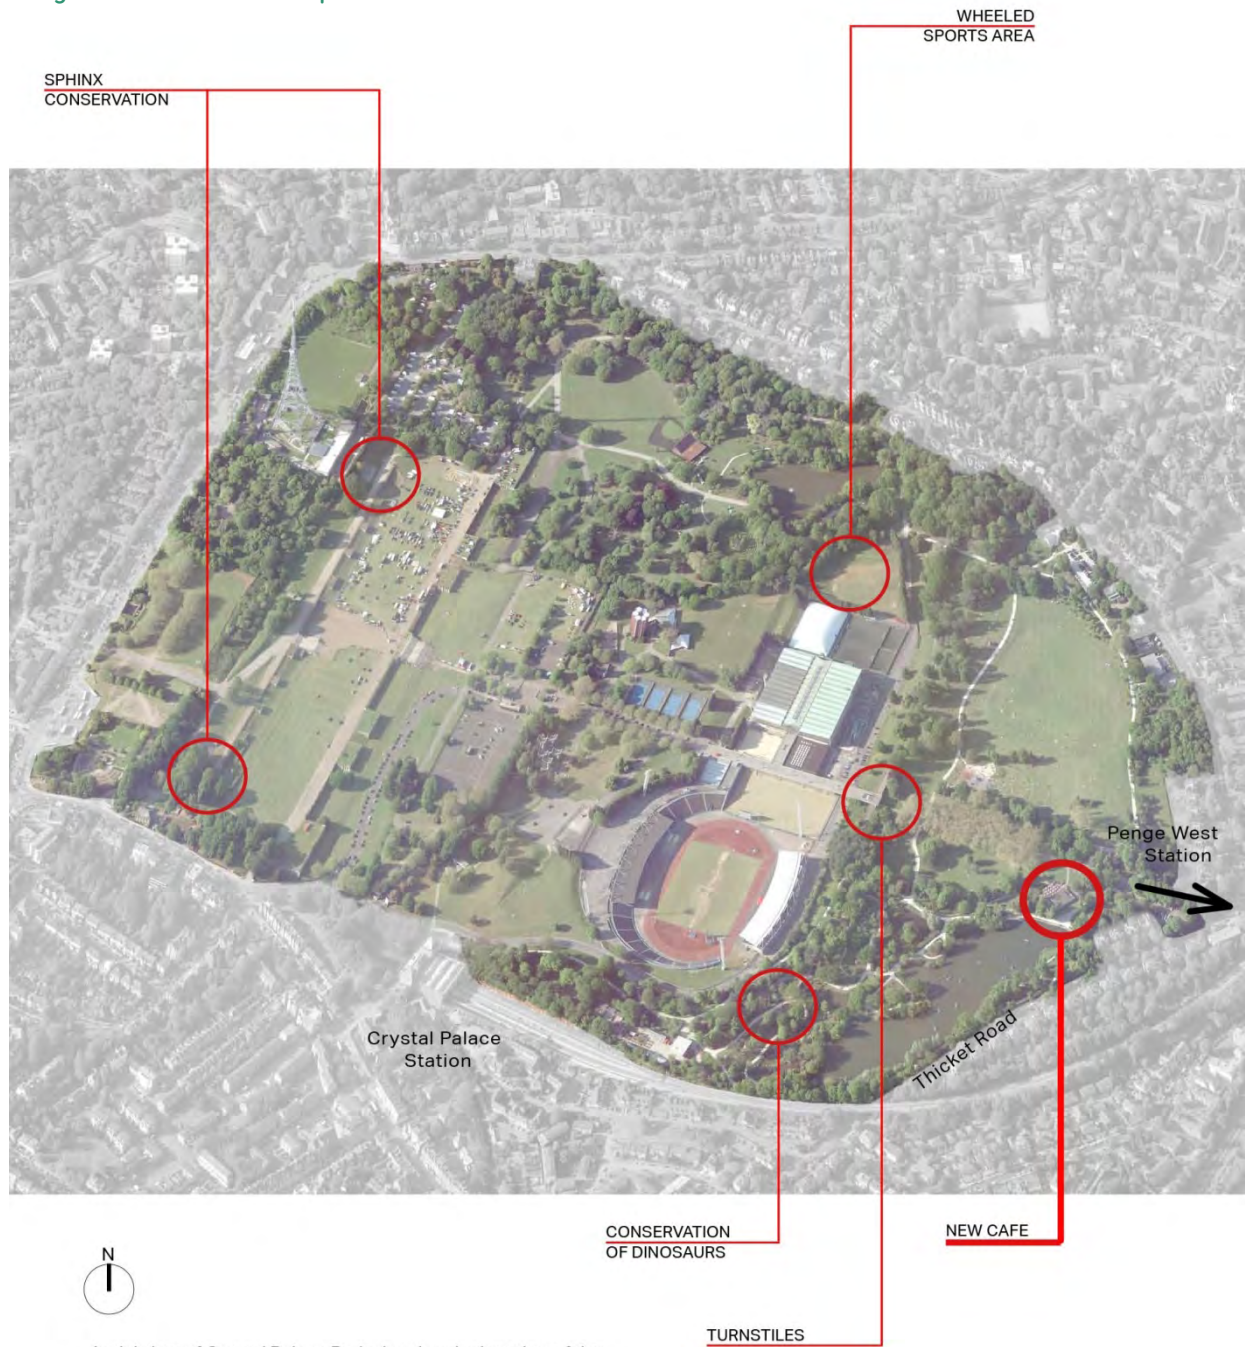 WHEELED
SPORTS AREA
SPHINX
CONSERVATION
Penge West
Station
Crystal Palace
Station
Thicket Road
CONSERVATION
OF DINOSAURS
NEW CAFE
N
TURNSTILES